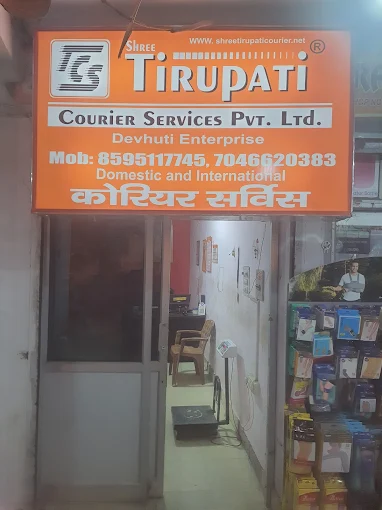 WWW. shreetirupaticourier.net
SHREE
TIRUPATI ®
TCS
COURIER SERVICES PVT. LTD.
Devhuti Enterprise
Mob: 8595117745, 7046620383
Domestic and International
कोरियर सर्विस